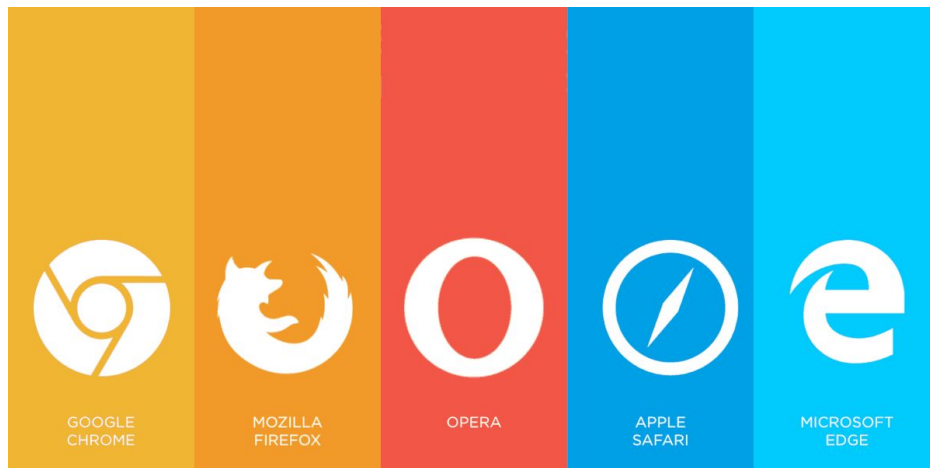 GOOGLE
CHROME
MOZILLA
FIREFOX
OPERA
APPLE
SAFARI
MICROSOFT
EDGE